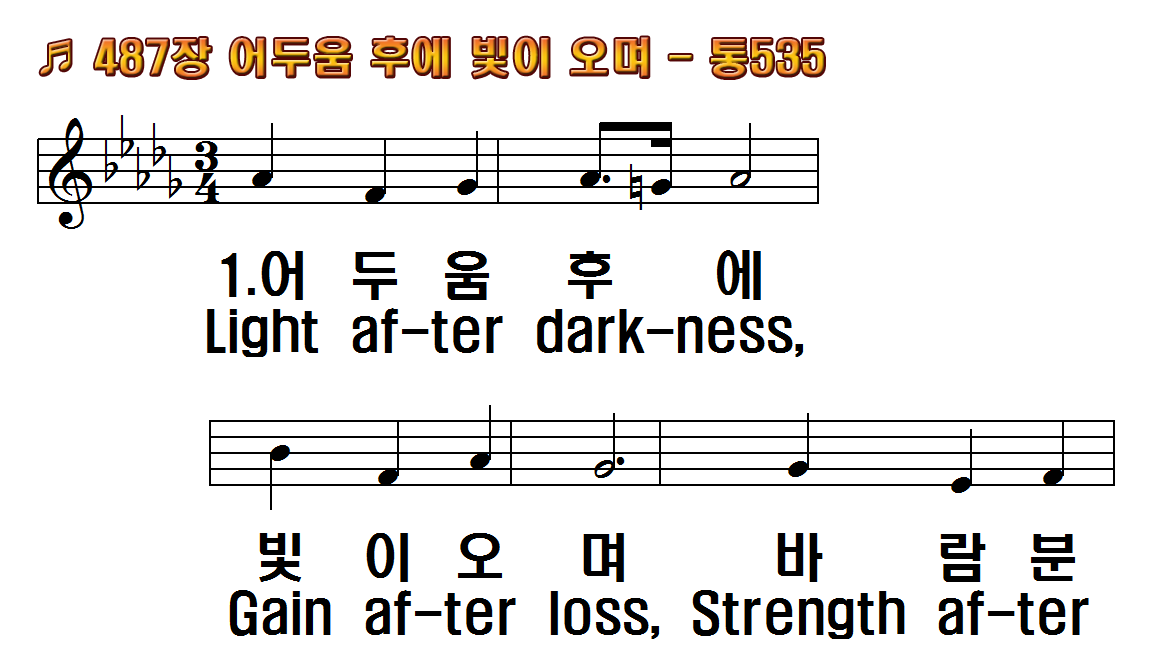 ♬ 487장 어두움 후에 빛이 오며 - 통535
3
4
1.어 두 움 후 에
Light af-ter dark-ness,
빛 이 오 며 바 람 분
Gain af-ter loss, Strength af-ter